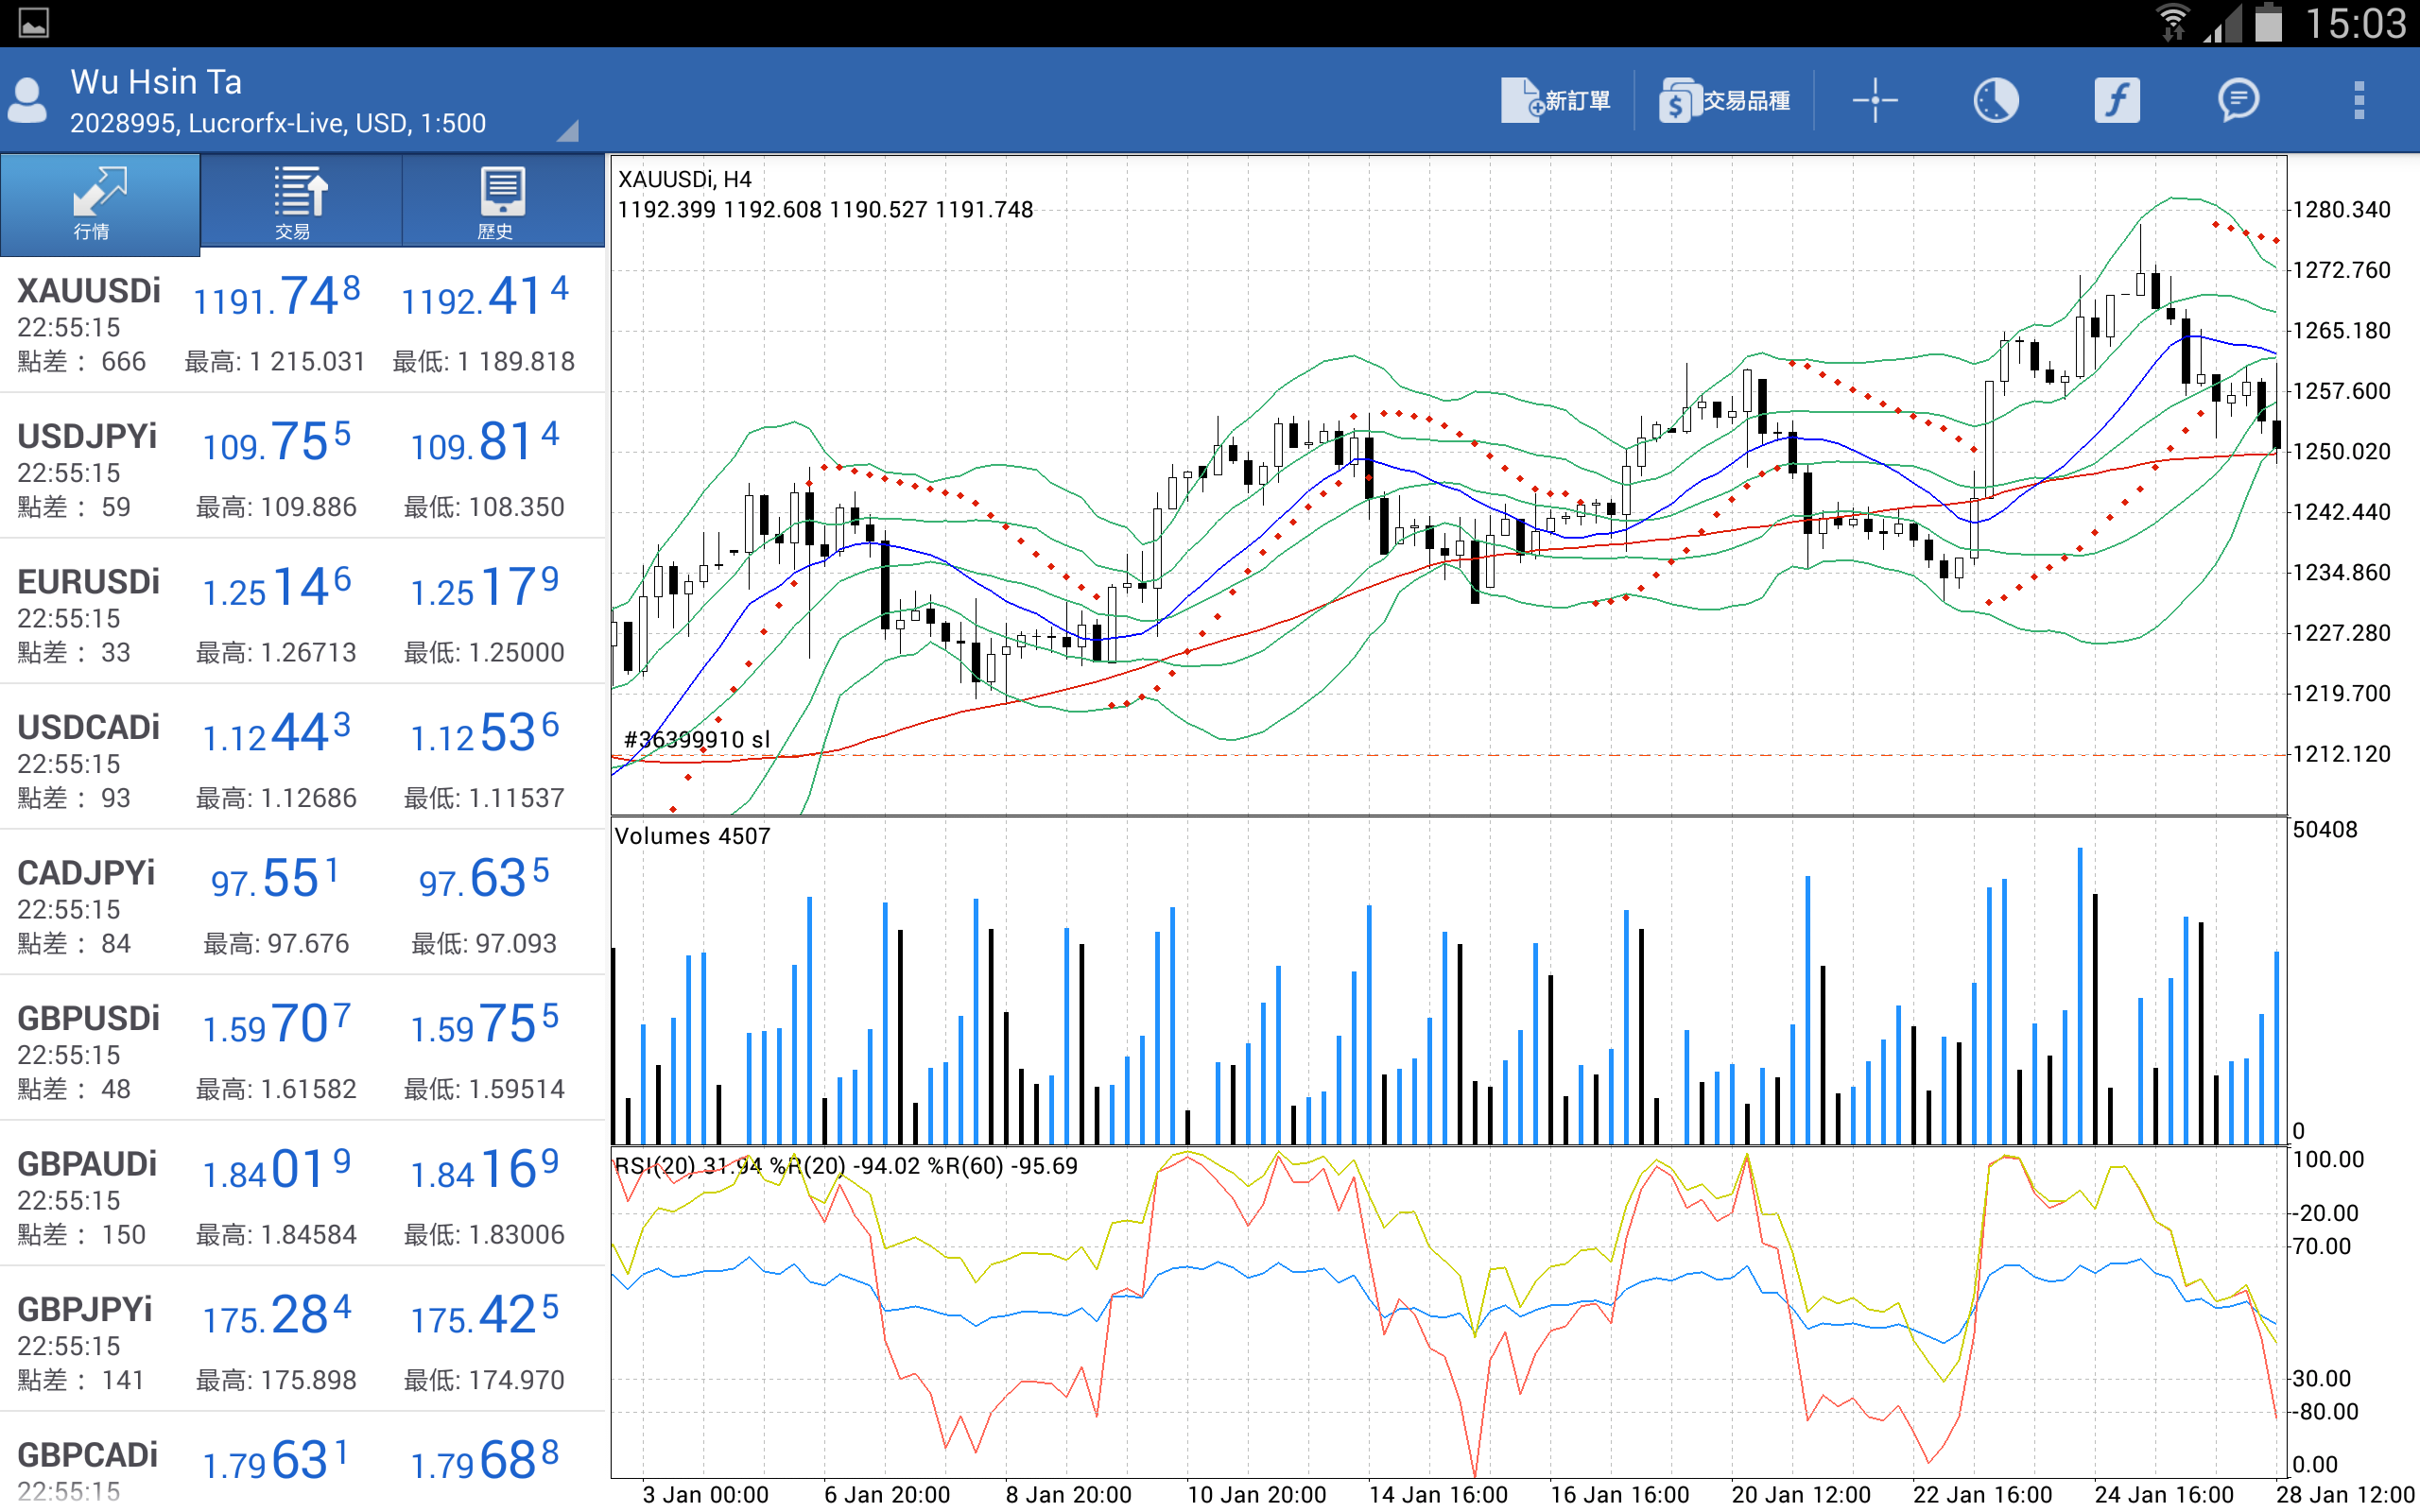 15:03
Wu Hsin Ta
2028995, Lucrorfx-Live, USD, 1:500
新訂單
交易品種
行情
交易
歷史
XAUUSDi 1191.748 1192.414
22:55:15
點差： 666 最高: 1 215.031 最低: 1 189.818
USDJPYi 109.755 109.814
22:55:15
點差： 59 最高: 109.886 最低: 108.350
EURUSDi 1.25146 1.25179
22:55:15
點差： 33 最高: 1.26713 最低: 1.25000
USDCADi 1.12443 1.12536
22:55:15
點差： 93 最高: 1.12686 最低: 1.11537
CADJPYi 97.551 97.635
22:55:15
點差： 84 最高: 97.676 最低: 97.093
GBPUSDi 1.59707 1.59755
22:55:15
點差： 48 最高: 1.61582 最低: 1.59514
GBPAUDi 1.84019 1.84169
22:55:15
點差： 150 最高: 1.84584 最低: 1.83006
GBPJPYi 175.284 175.425
22:55:15
點差： 141 最高: 175.898 最低: 174.970
GBPCADi 1.79631 1.79688
22:55:15
XAUUSDi, H4
1192.399 1192.608 1190.527 1191.748
#36399910 sl
1280.340
1272.760
1265.180
1257.600
1250.020
1242.440
1234.860
1227.280
1219.700
1212.120
Volumes 4507
50408
0
RSI(20) 31.94 %R(20) -94.02 %R(60) -95.69
100.00
-20.00
70.00
30.00
-80.00
0.00
3 Jan 00:00
6 Jan 20:00
8 Jan 20:00
10 Jan 20:00
14 Jan 16:00
16 Jan 16:00
20 Jan 12:00
22 Jan 16:00
24 Jan 16:00
28 Jan 12:00